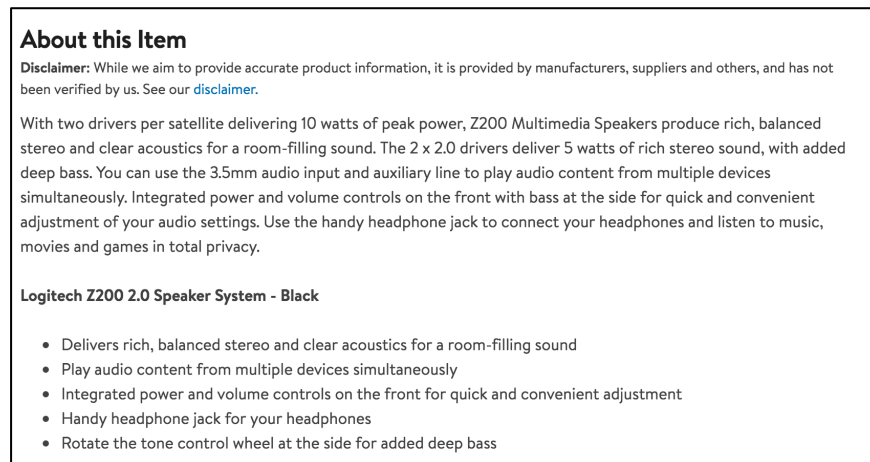 About this Item
Disclaimer: While we aim to provide accurate product information, it is provided by manufacturers, suppliers and others, and has not
been verified by us. See our disclaimer.
With two drivers per satellite delivering 10 watts of peak power, Z200 Multimedia Speakers produce rich, balanced
stereo and clear acoustics for a room-filling sound. The 2 x 2.0 drivers deliver 5 watts of rich stereo sound, with added
deep bass. You can use the 3.5mm audio input and auxiliary line to play audio content from multiple devices
simultaneously. Integrated power and volume controls on the front with bass at the side for quick and convenient
adjustment of your audio settings. Use the handy headphone jack to connect your headphones and listen to music,
movies and games in total privacy.
Logitech Z200 2.0 Speaker System - Black
• Delivers rich, balanced stereo and clear acoustics for a room-filling sound
• Play audio content from multiple devices simultaneously
• Integrated power and volume controls on the front for quick and convenient adjustment
• Handy headphone jack for your headphones
• Rotate the tone control wheel at the side for added deep bass